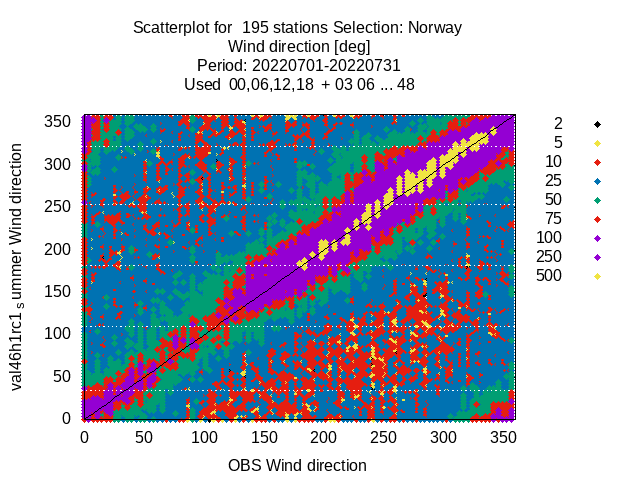 Scatterplot for 195 stations Selection: Norway
Wind direction [deg]
Period: 20220701-20220731
Used 00,06,12,18 + 03 06 ... 48
val46h1rc1 summer Wind direction
350
300
250
200
150
100
50
0
0 50 100 150 200 250 300 350
OBS Wind direction
2
5
10
25
50
75
100
250
500